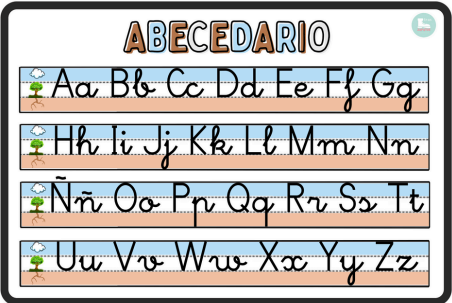 ABECEDARIO
Aa Bb Cc Dd Ee Ff Gg
Hh Ii Jj Kk Ll Mm Nn
Ññ Oo Pp Qq Rr Ss Tt
Uu Vv Ww Xx Yy Zz